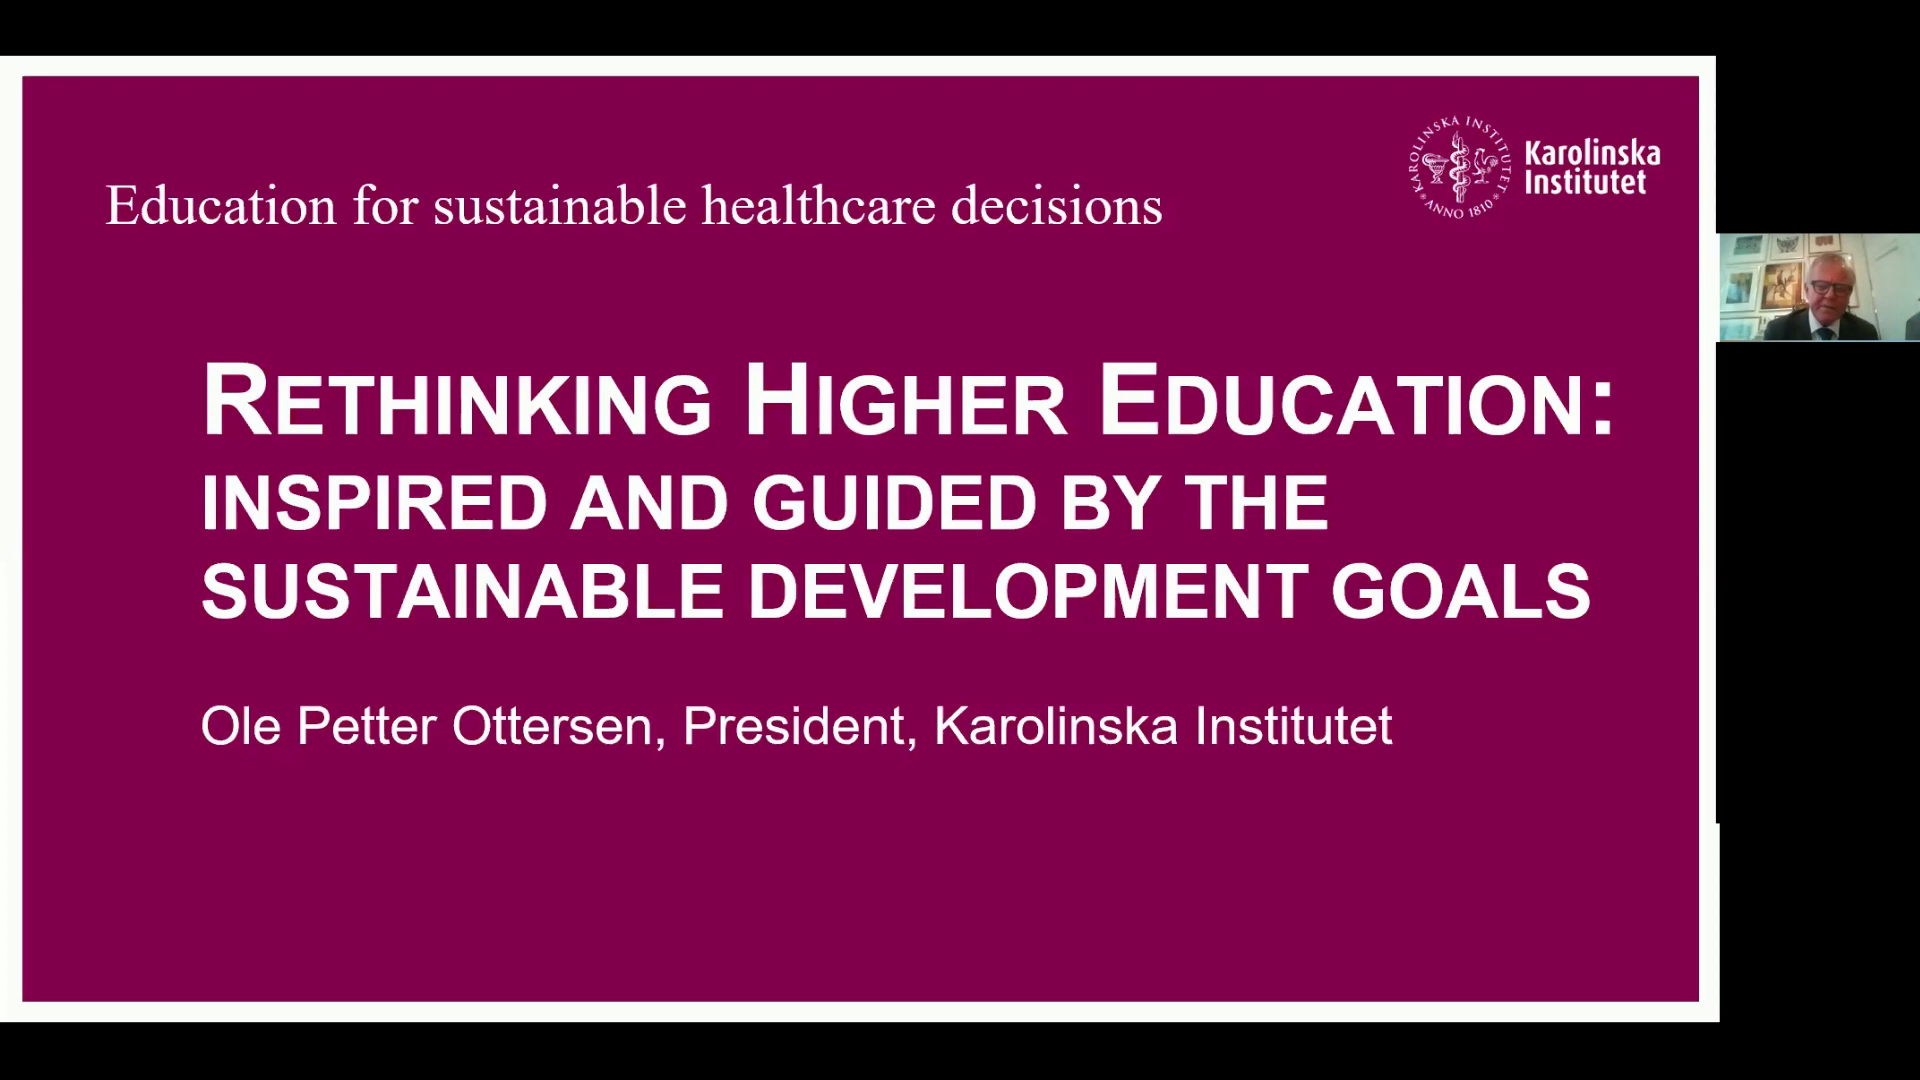 Education for sustainable healthcare decisions
KAROLINSKA INSTITUTET
ANNO 1810
Karolinska
Institutet
RETHINKING HIGHER EDUCATION:
INSPIRED AND GUIDED BY THE
SUSTAINABLE DEVELOPMENT GOALS
Ole Petter Ottersen, President, Karolinska Institutet